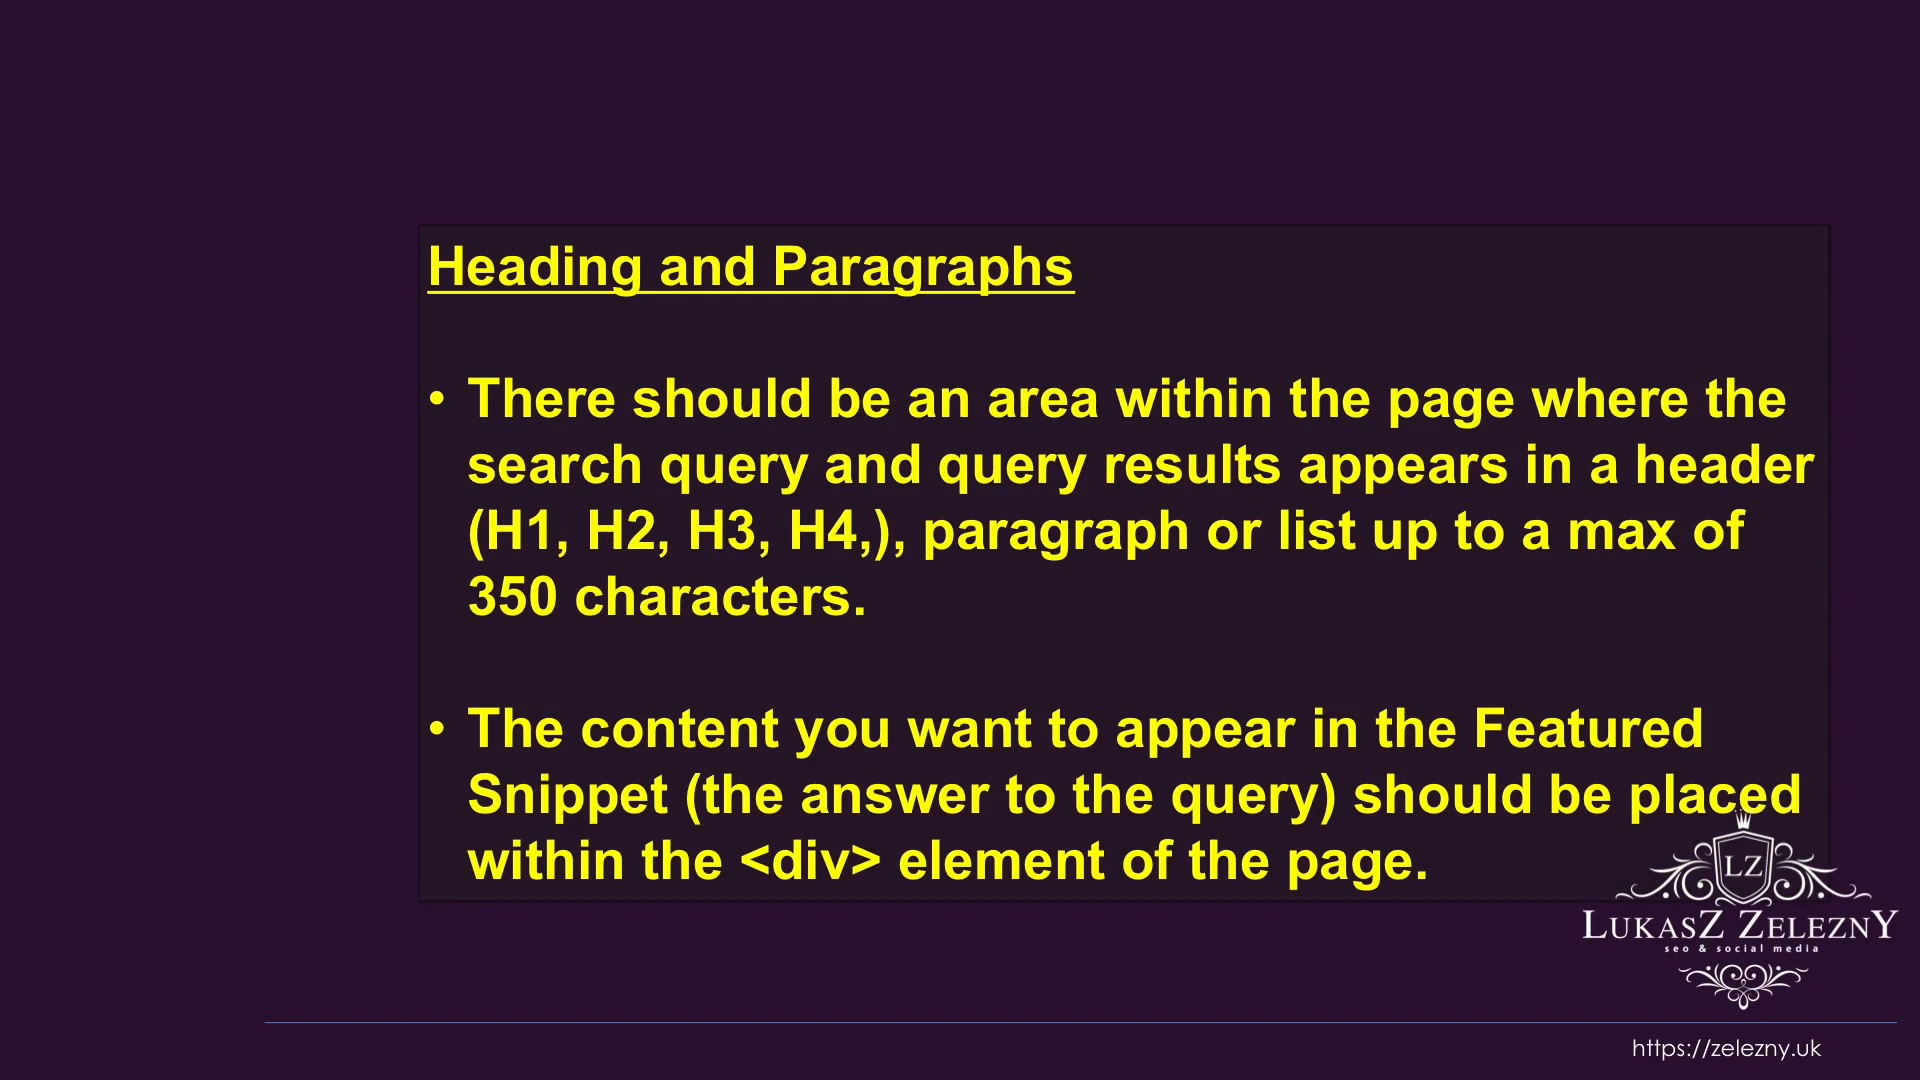 Heading and Paragraphs
• There should be an area within the page where the
search query and query results appears in a header
(H1, H2, H3, H4,), paragraph or list up to a max of
350 characters.
• The content you want to appear in the Featured
Snippet (the answer to the query) should be placed
within the <div> element of the page.
LZ
LUKASZ ZELEZNY
seo & social media
https://zelezny.uk